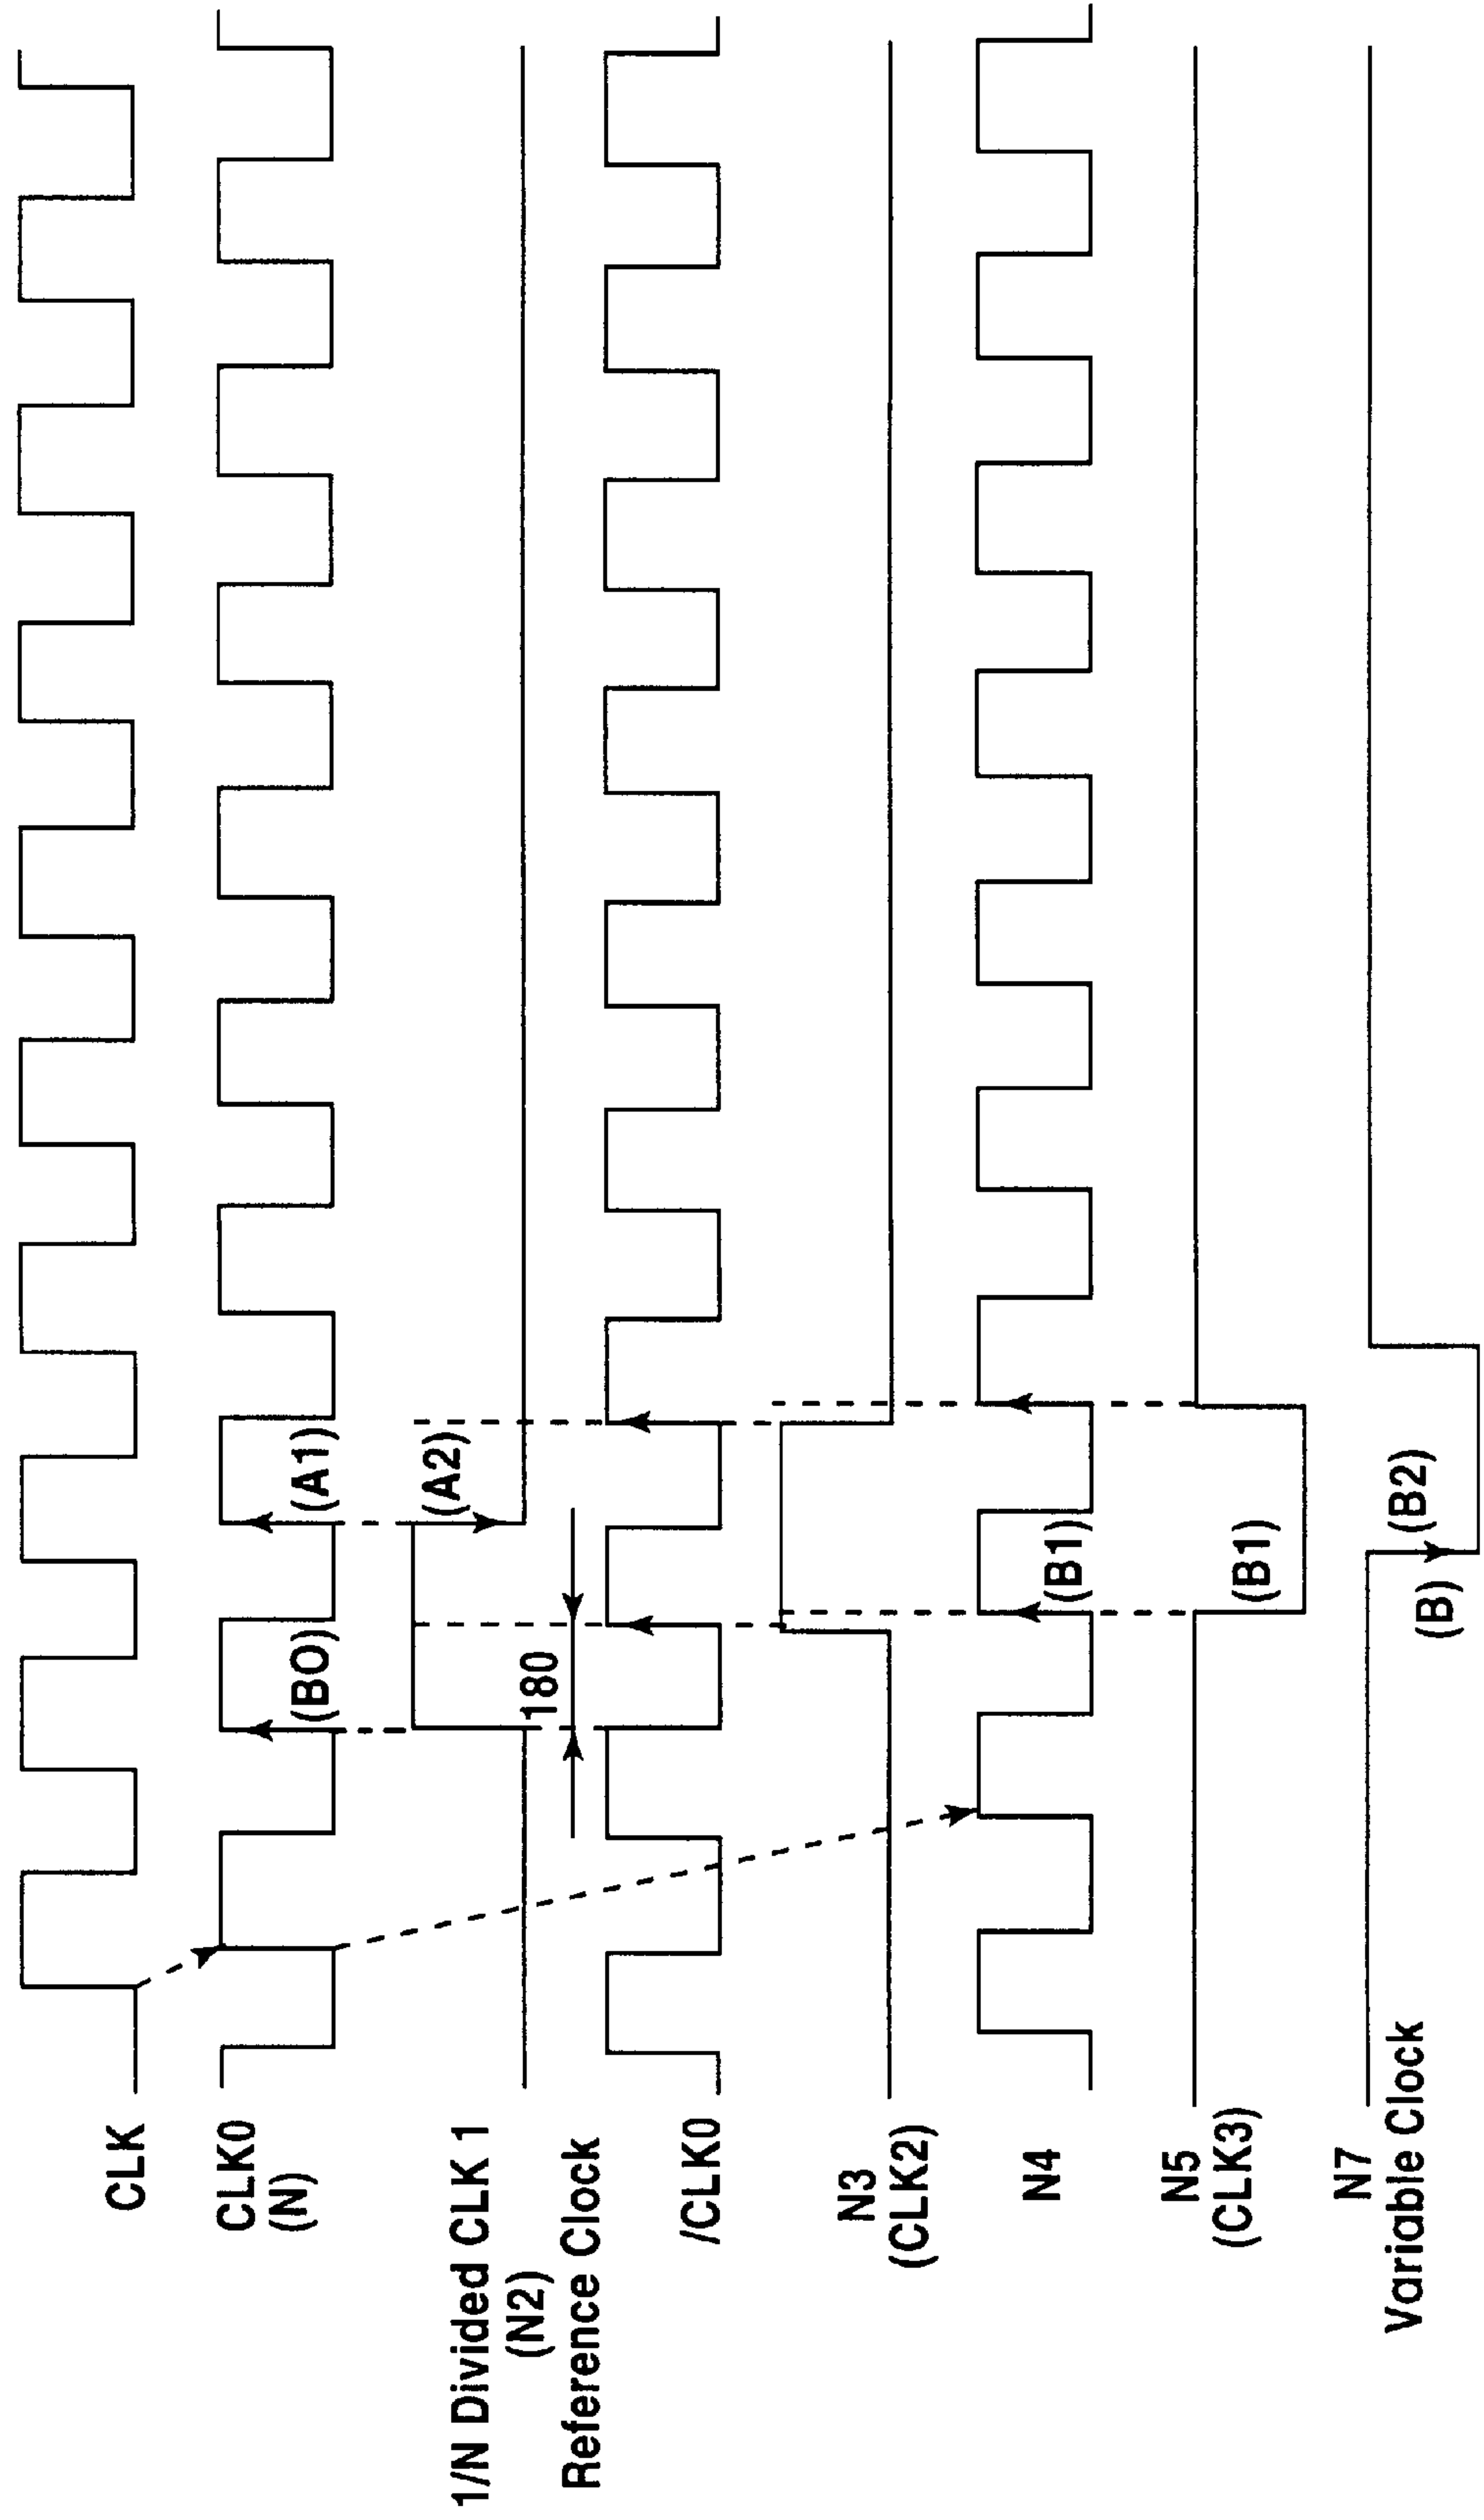 CLK
CLK0
(N)
(BO)
(A1)
1/N Divided CLK 1
(N2)
Reference Clock
(A2)
180
/CLK0
N3
(CLK2)
N4
(B1)
N5
(CLK3)
(B1)
N7
Variable Clock
(B)
(B2)